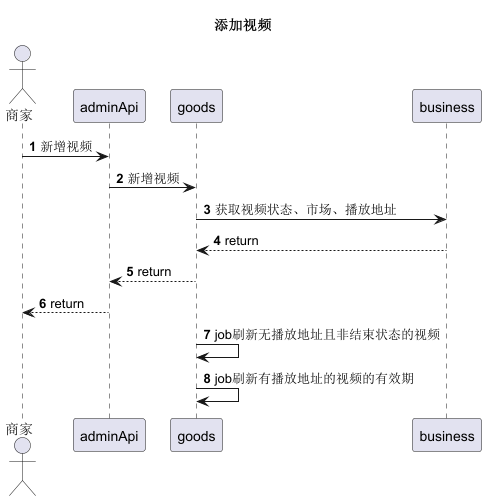 添加视频
商家
adminApi
goods
business
1 新增视频
2 新增视频
3 获取视频状态、市场、播放地址
4 return
5 return
6 return
7 job刷新无播放地址且非结束状态的视频
8 job刷新有播放地址的视频的有效期
商家
adminApi
goods
business